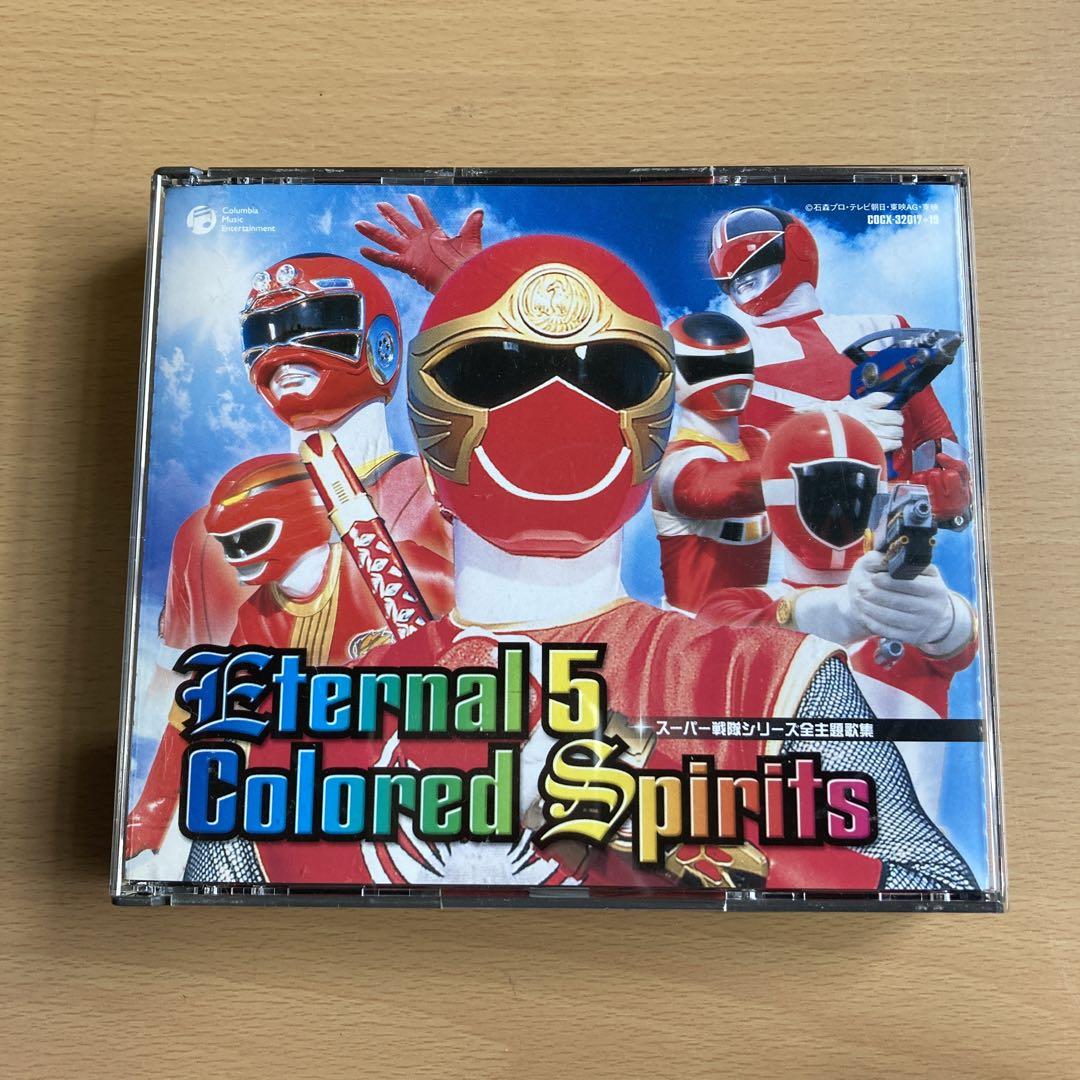 Columbia
Music
Entertainment
©石森プロ・テレビ朝日・東映AG・東映
COCX-32017~19
Eternal 5
スーパー戦隊シリーズ全主題歌集
Colored Spirits